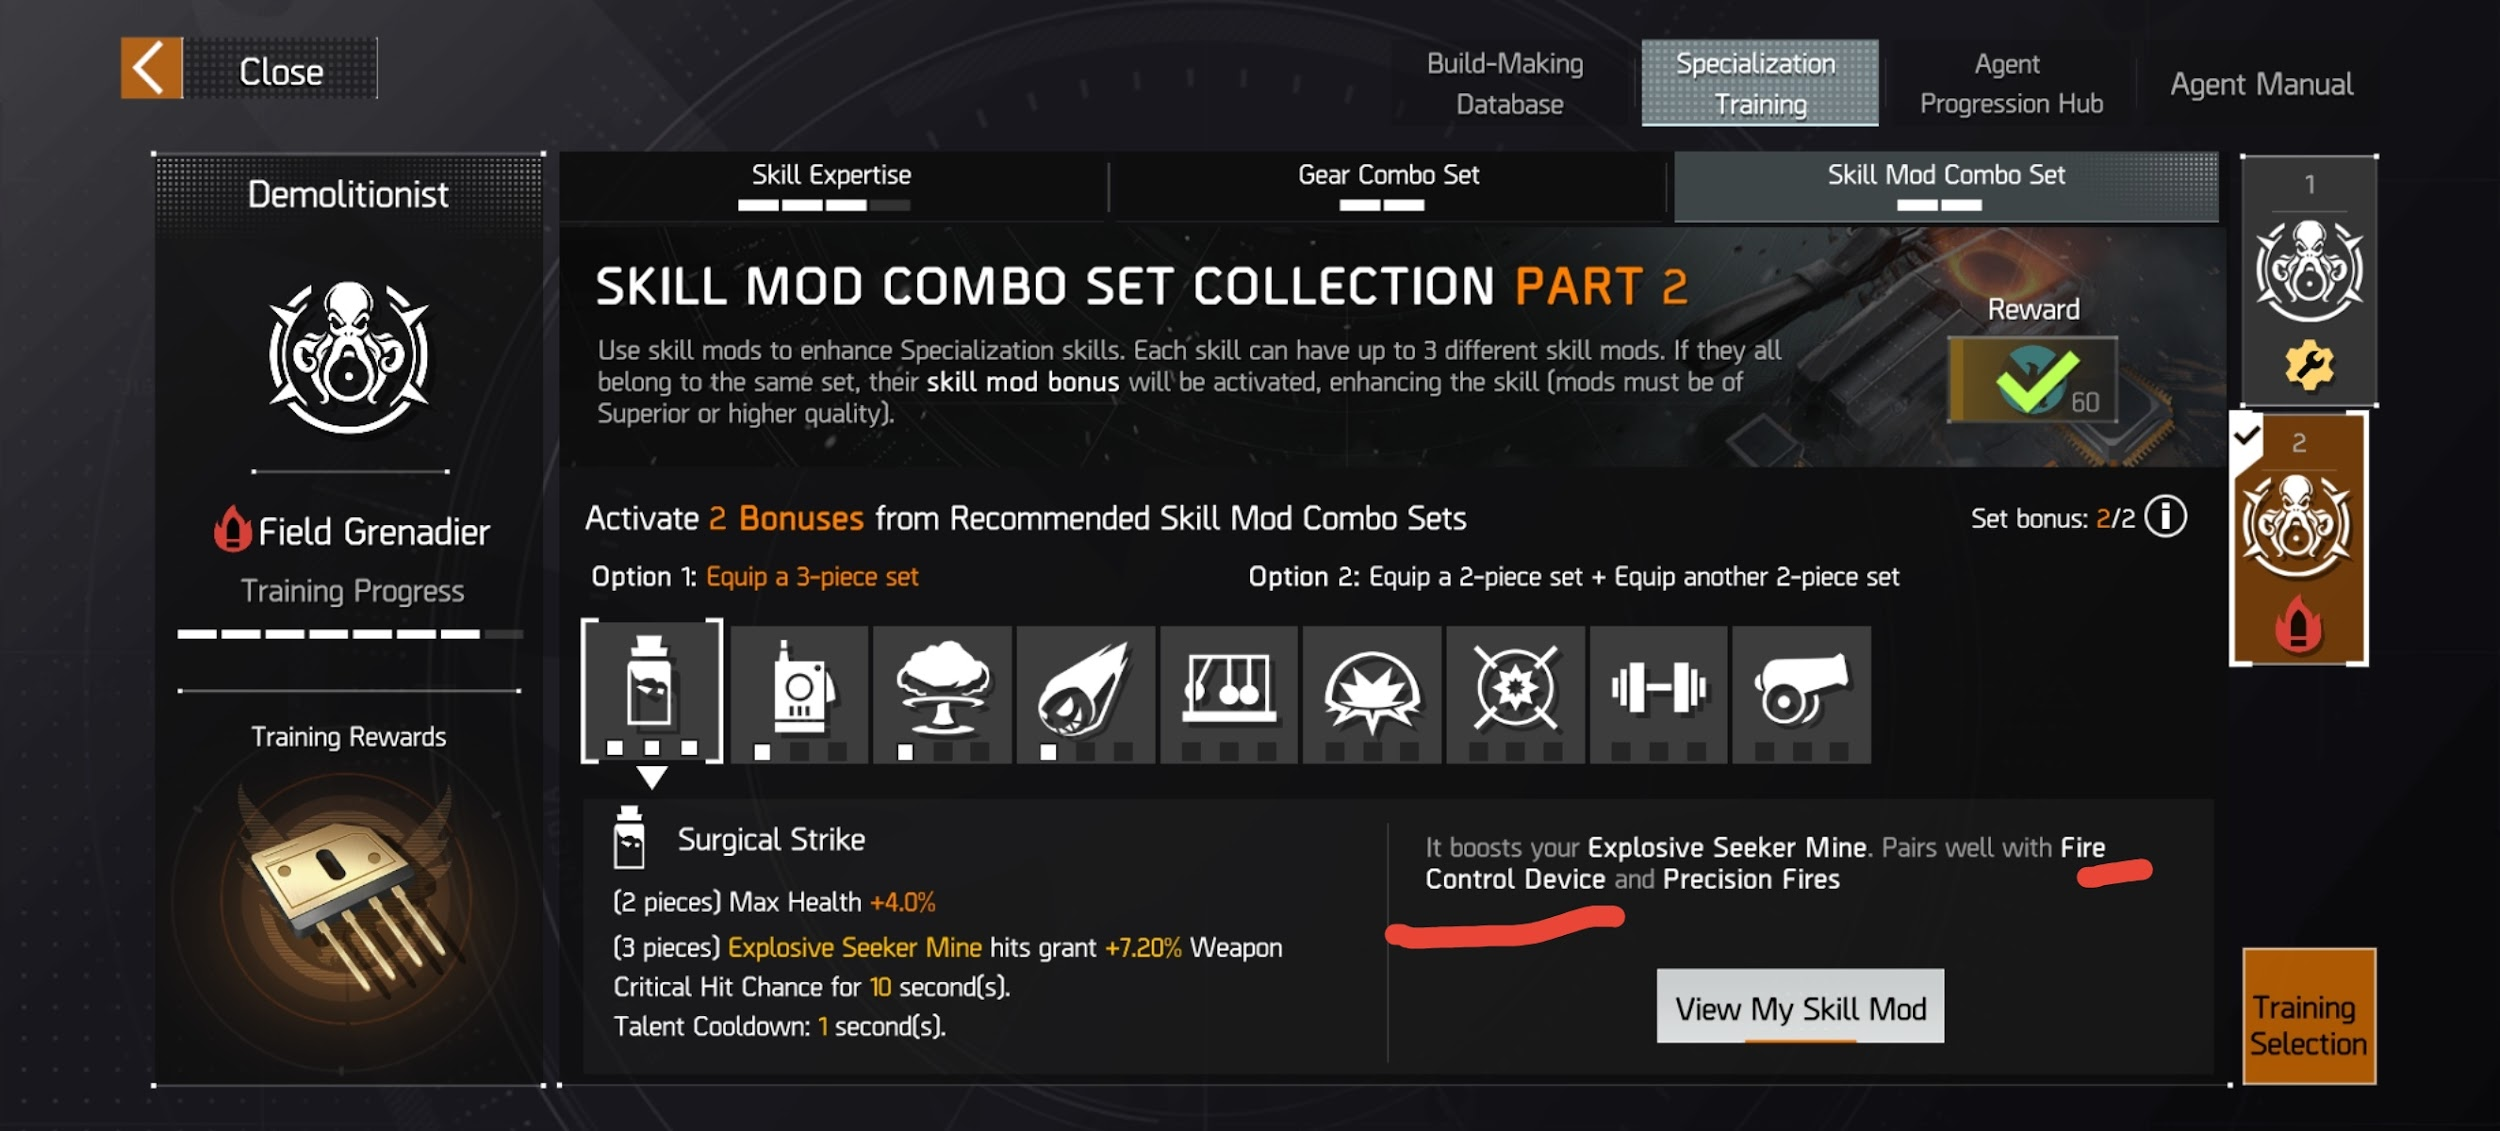 Close
Build-Making
Database
Specialization
Training
Agent
Progression Hub
Agent Manual
Demolitionist
Field Grenadier
Training Progress
Training Rewards
Skill Expertise
Gear Combo Set
Skill Mod Combo Set
SKILL MOD COMBO SET COLLECTION PART 2
Use skill mods to enhance Specialization skills. Each skill can have up to 3 different skill mods. If they all
belong to the same set, their skill mod bonus will be activated, enhancing the skill (mods must be of
Superior or higher quality).
Reward
60
Activate 2 Bonuses from Recommended Skill Mod Combo Sets
Set bonus: 2/2
Option 1: Equip a 3-piece set
Option 2: Equip a 2-piece set + Equip another 2-piece set
Surgical Strike
(2 pieces) Max Health +4.0%
(3 pieces) Explosive Seeker Mine hits grant +7.20% Weapon
Critical Hit Chance for 10 second(s).
Talent Cooldown: 1 second(s).
It boosts your Explosive Seeker Mine. Pairs well with Fire
Control Device and Precision Fires
View My Skill Mod
1
2
Training
Selection